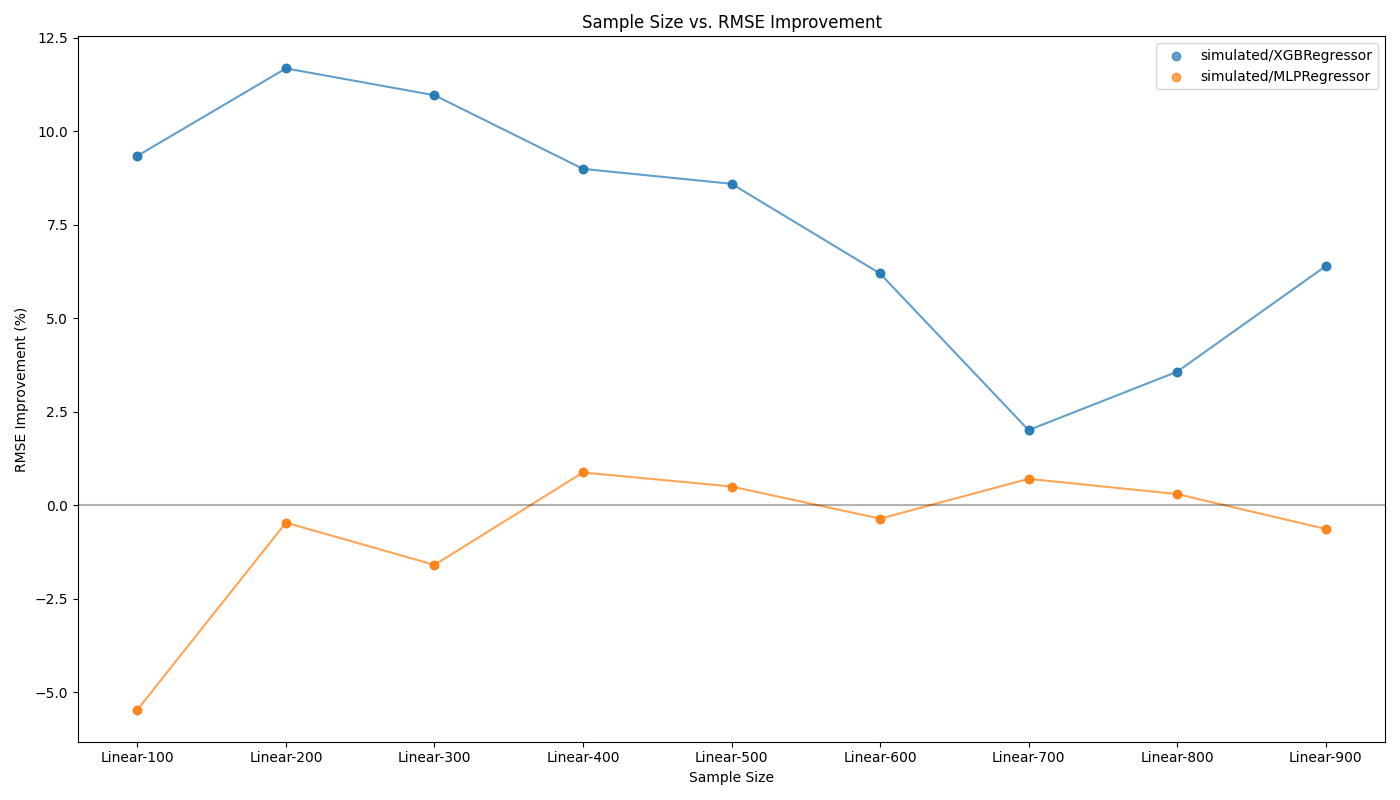 Sample Size vs. RMSE Improvement
simulated/XGBRegressor
simulated/MLPRegressor
RMSE Improvement (%)
12.5
10.0
7.5
5.0
2.5
0.0
−2.5
−5.0
Linear-100 Linear-200 Linear-300 Linear-400 Linear-500 Linear-600 Linear-700 Linear-800 Linear-900
Sample Size